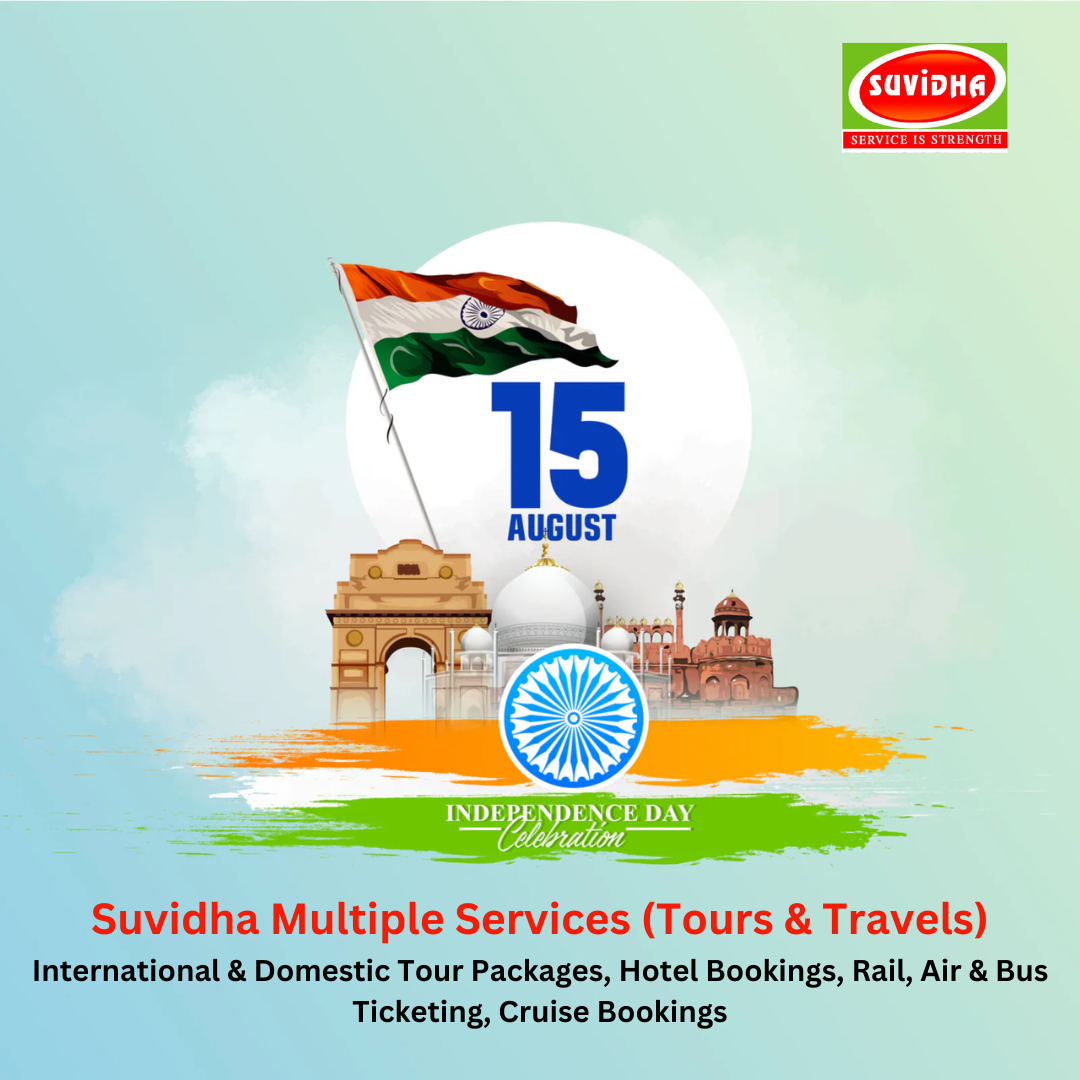 SUVIDHA
SERVICE IS STRENGTH
15
AUGUST
INDEPENDENCE DAY
Celebration
Suvidha Multiple Services (Tours & Travels)
International & Domestic Tour Packages, Hotel Bookings, Rail, Air & Bus
Ticketing, Cruise Bookings